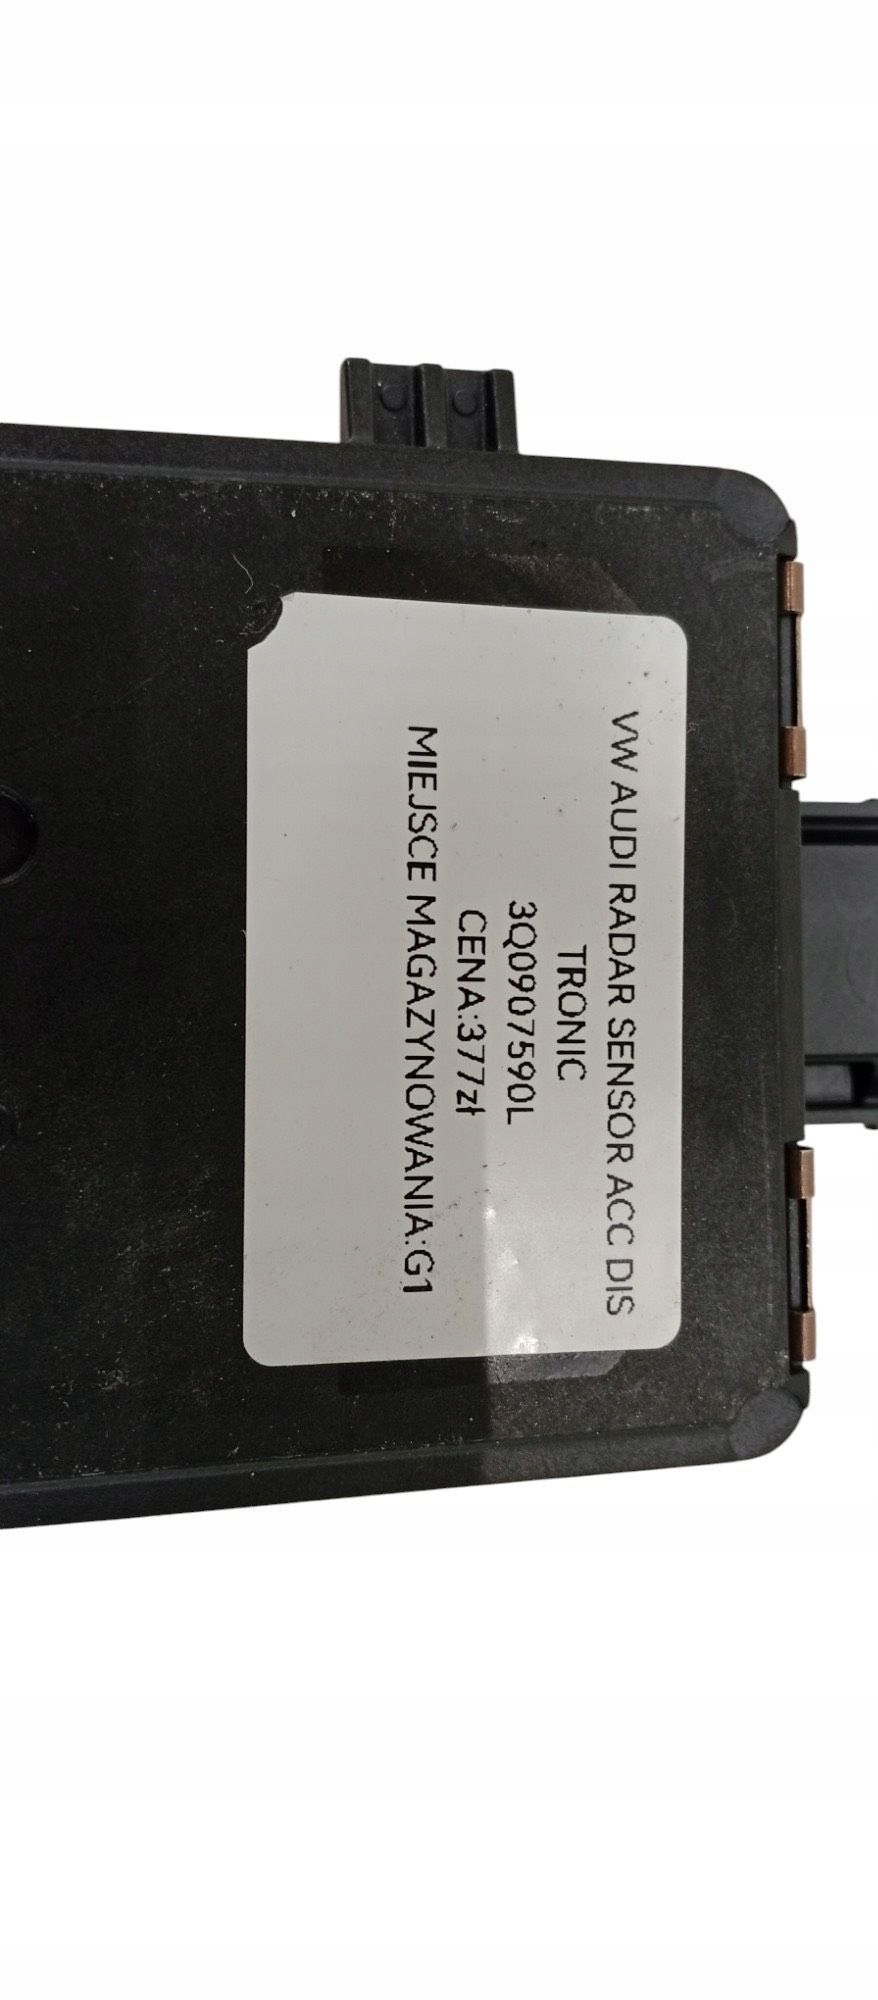 VW AUDI RADAR SENSOR ACC DIS
TRONIC
3Q0907590L
CENA:377zł
MIEJSCE MAGAZYNOWANIA:G1